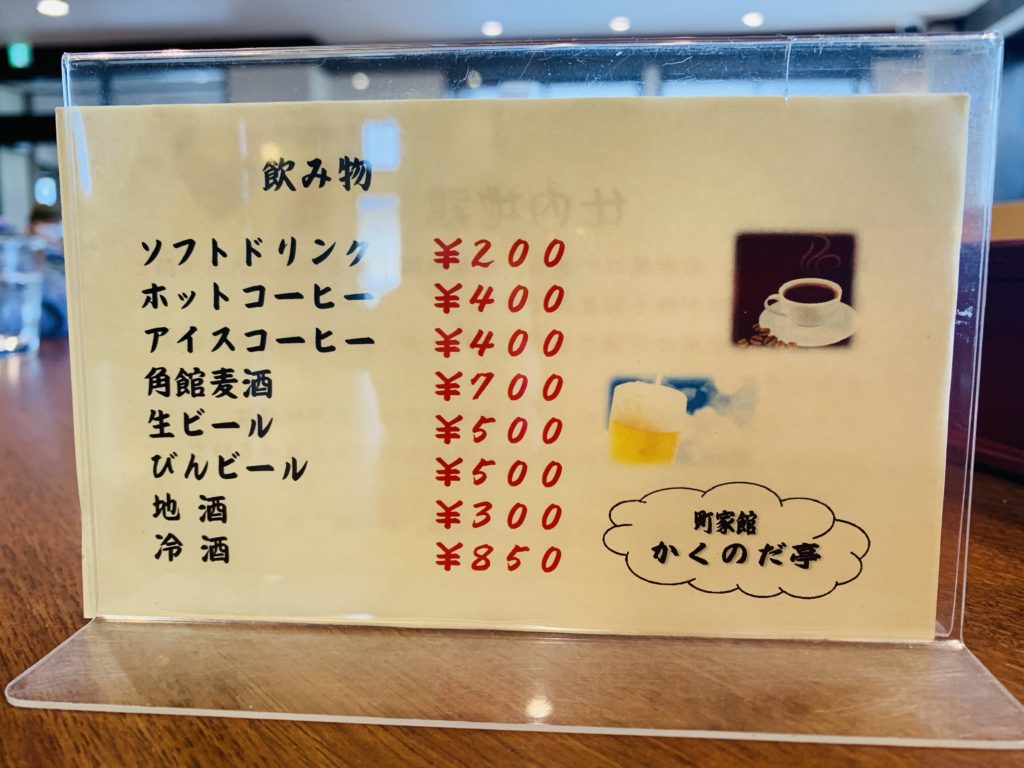 飲み物
ソフトドリンク ¥200
ホットコーヒー ¥400
アイスコーヒー ¥400
角館麦酒 ¥700
生ビール ¥500
びんビール ¥500
地 酒 ¥300
冷 酒 ¥850
町家館
かくのだ亭